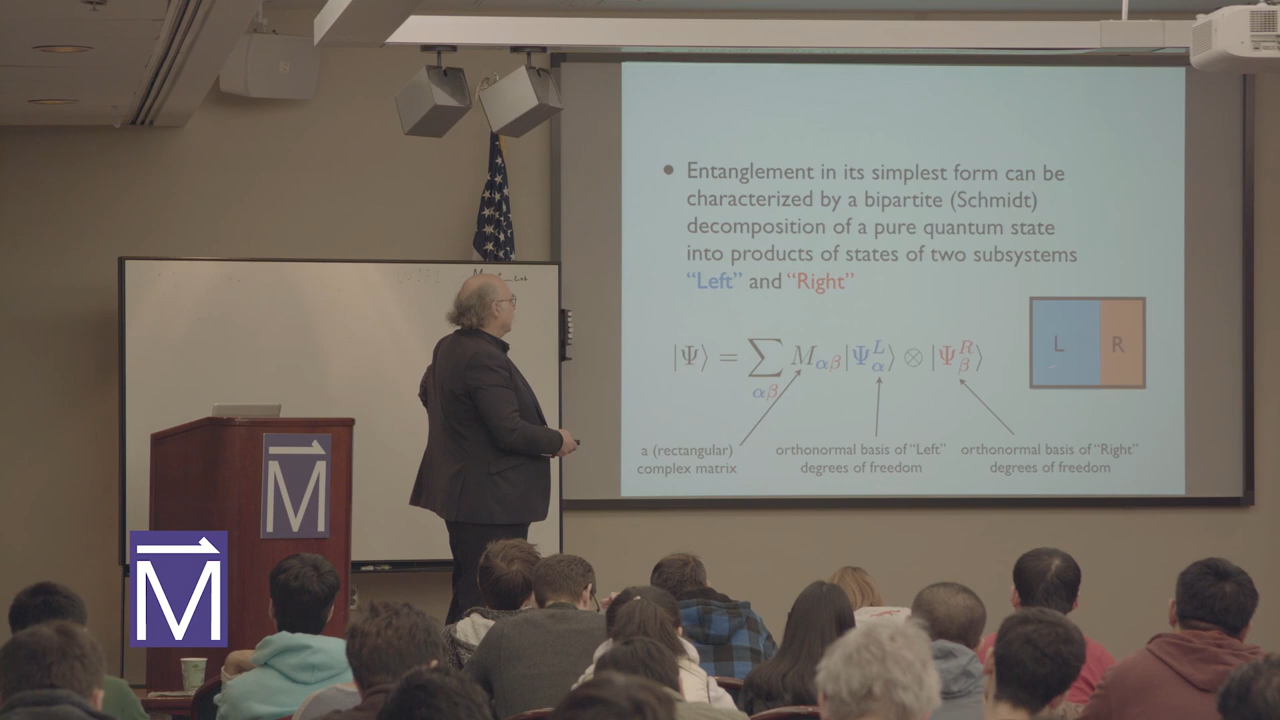 • Entanglement in its simplest form can be
characterized by a bipartite (Schmidt)
decomposition of a pure quantum state
into products of states of two subsystems
“Left” and “Right”
|Ψ⟩ = ∑αβ Mαβ|Ψ^L_α⟩ ⊗ |Ψ^R_β⟩
L R
a (rectangular)
complex matrix
orthonormal basis of “Left”
degrees of freedom
orthonormal basis of “Right”
degrees of freedom
M
M